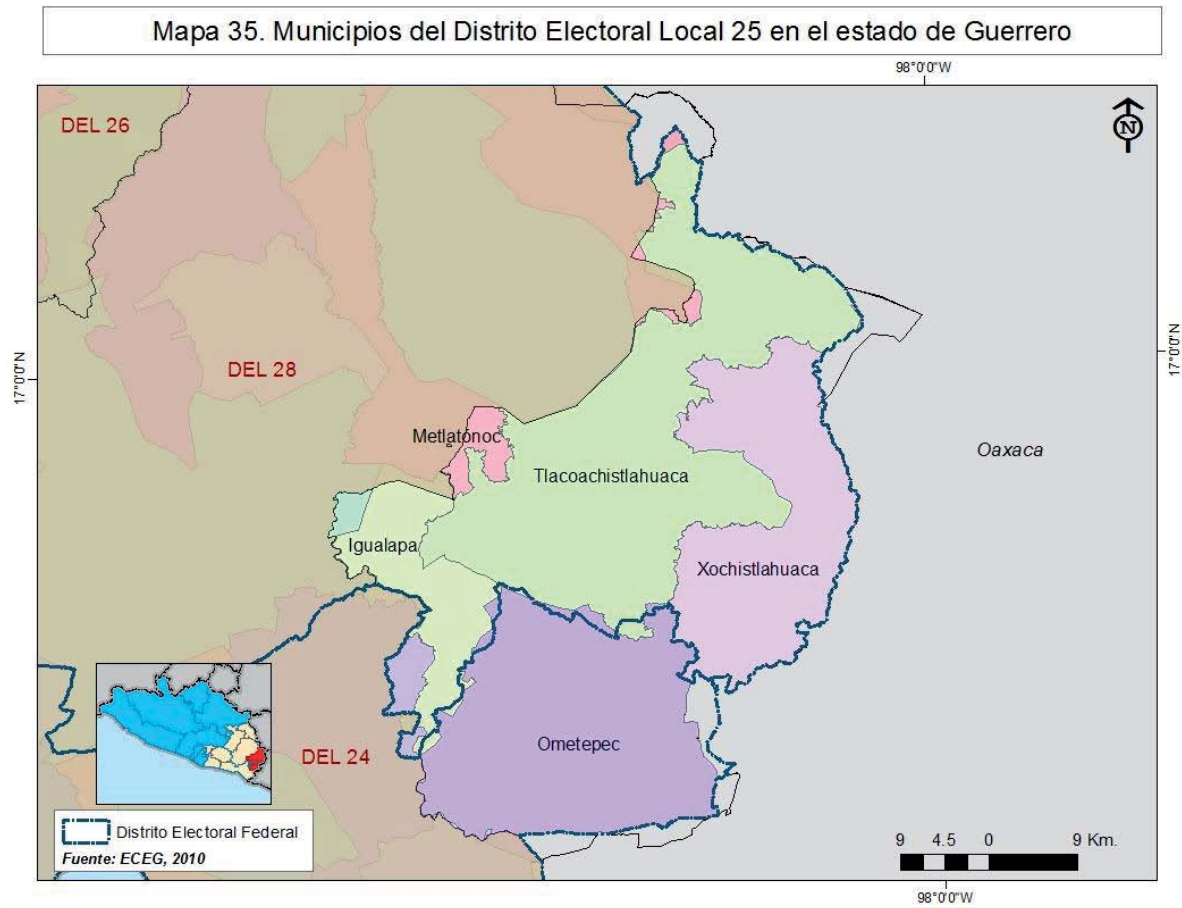 Mapa 35. Municipios del Distrito Electoral Local 25 en el estado de Guerrero
98°0'0"W
DEL 26
N
17°0'0"N
17°0'0"N
DEL 28
Metlatónoc
Oaxaca
Tlacoachistlahuaca
Igualapa
Xochistlahuaca
Ometepec
DEL 24
Distrito Electoral Federal
Fuente: ECEG, 2010
9 4.5 0 9 Km.
98°0'0"W